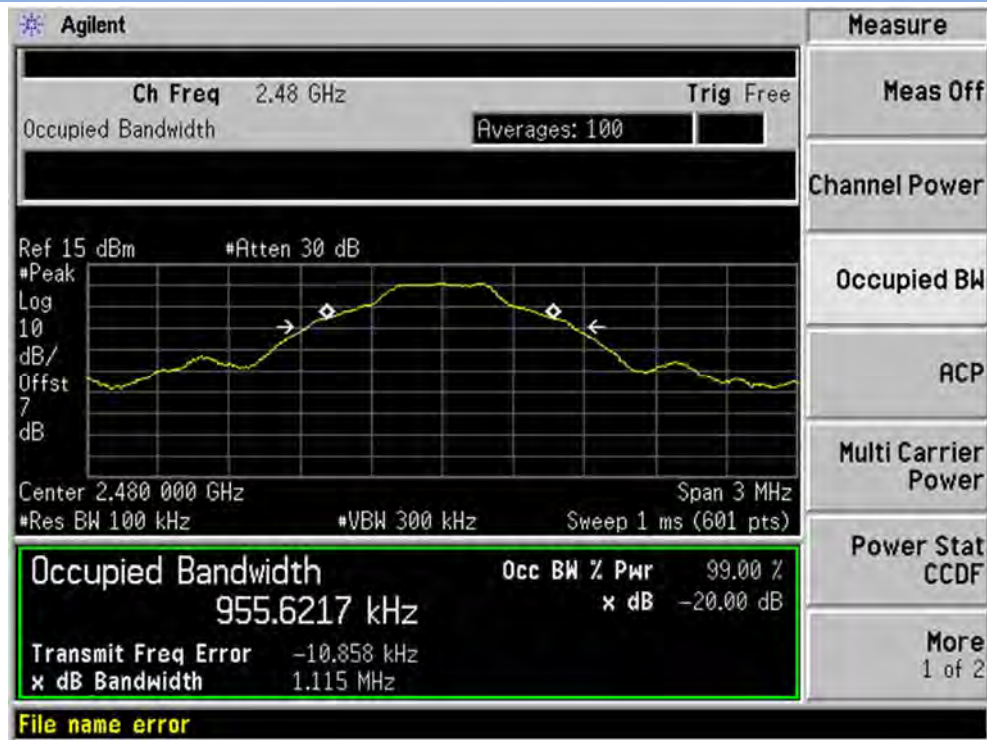 Agilent
Measure
Ch Freq 2.48 GHz Trig Free
Occupied Bandwidth Averages: 100
Meas Off
Channel Power
Occupied BW
ACP
Multi Carrier
Power
Power Stat
CCDF
More
1 of 2
Ref 15 dBm #Atten 30 dB
#Peak
Log
10
dB/
Offst
7
dB
Center 2.480 000 GHz Span 3 MHz
#Res BW 100 kHz #VBW 300 kHz Sweep 1 ms (601 pts)
Occupied Bandwidth Occ BW % Pwr 99.00 %
955.6217 kHz x dB -20.00 dB
Transmit Freq Error -10.858 kHz
x dB Bandwidth 1.115 MHz
File name error